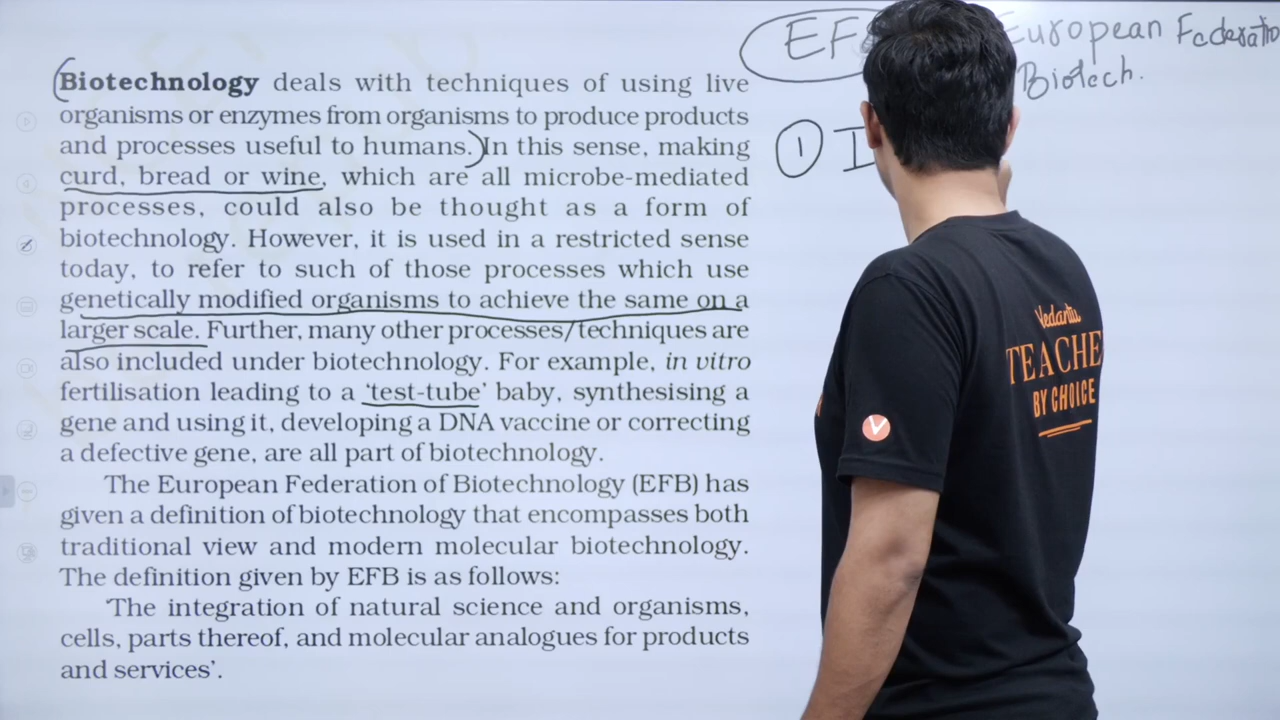 Biotechnology deals with techniques of using live
organisms or enzymes from organisms to produce products
and processes useful to humans. In this sense, making
curd, bread or wine, which are all microbe-mediated
processes, could also be thought as a form of
biotechnology. However, it is used in a restricted sense
today, to refer to such of those processes which use
genetically modified organisms to achieve the same on a
larger scale. Further, many other processes/techniques are
also included under biotechnology. For example, in vitro
fertilisation leading to a ‘test-tube’ baby, synthesising a
gene and using it, developing a DNA vaccine or correcting
a defective gene, are all part of biotechnology.
The European Federation of Biotechnology (EFB) has
given a definition of biotechnology that encompasses both
traditional view and modern molecular biotechnology.
The definition given by EFB is as follows:
‘The integration of natural science and organisms,
cells, parts thereof, and molecular analogues for products
and services’.
EF
European Federatio
Biotech.
① I
Vedantu
TEACHE
BY CHOICE
V